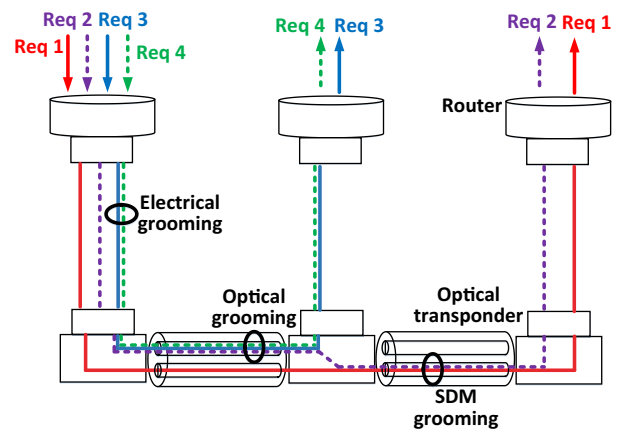 Req 2 Req 3
Req 1
Req 4
Req 4
Req 3
Req 2
Req 1
Router
Electrical
grooming
Optical
grooming
Optical
transponder
SDM
grooming